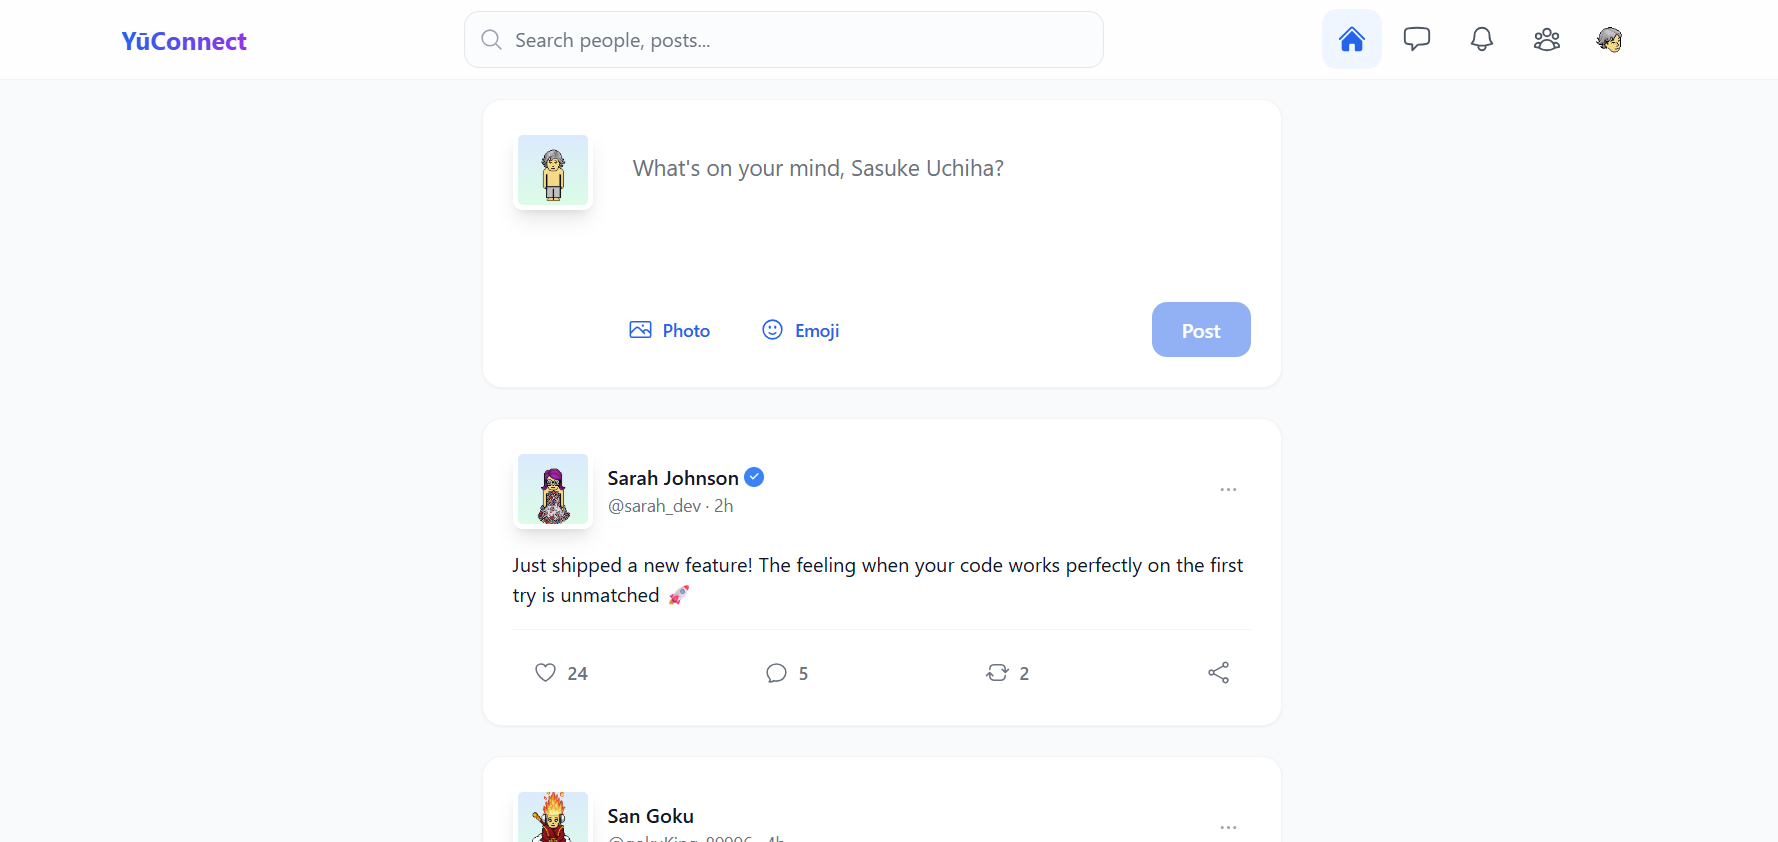 YūConnect
Search people, posts...
What's on your mind, Sasuke Uchiha?
Photo
Emoji
Post
Sarah Johnson
@sarah_dev · 2h
Just shipped a new feature! The feeling when your code works perfectly on the first
try is unmatched 🚀
24
5
2
San Goku